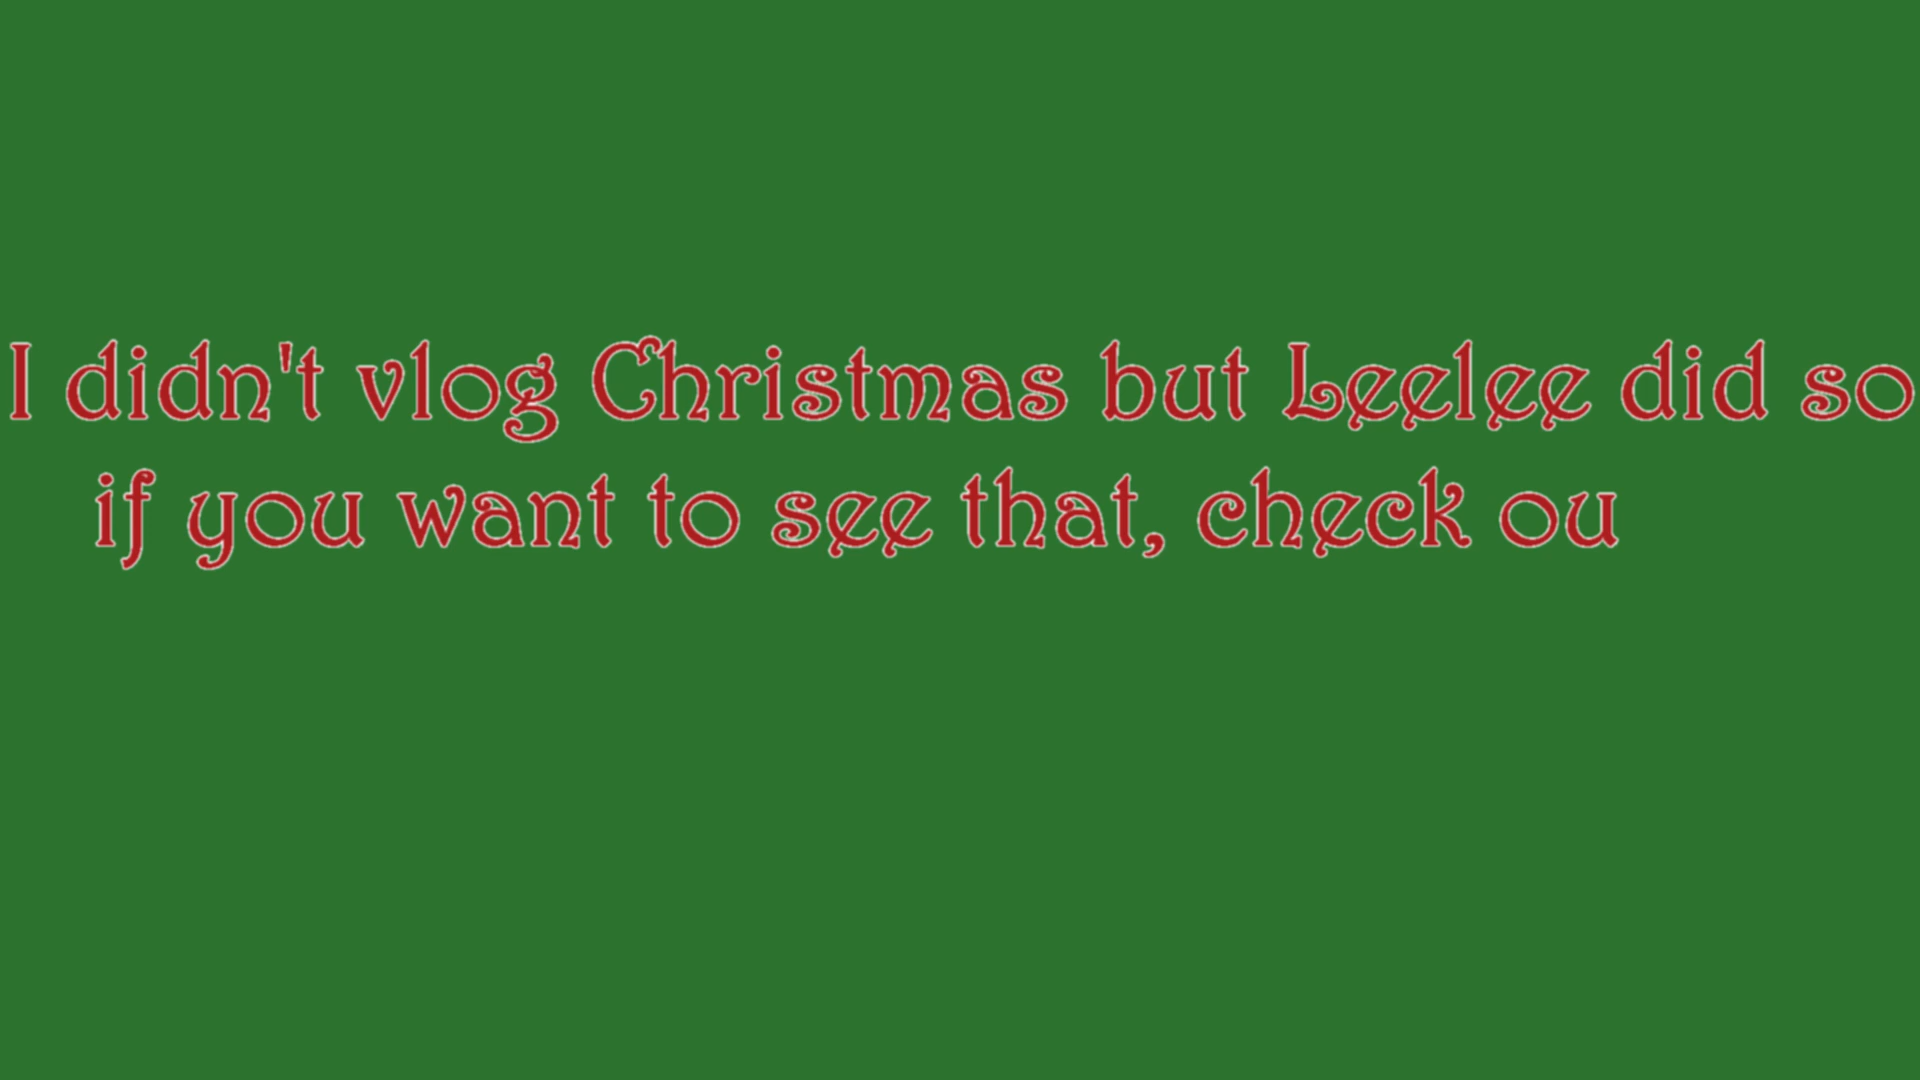 I didn't vlog Christmas but Leelee did so
if you want to see that, check ou